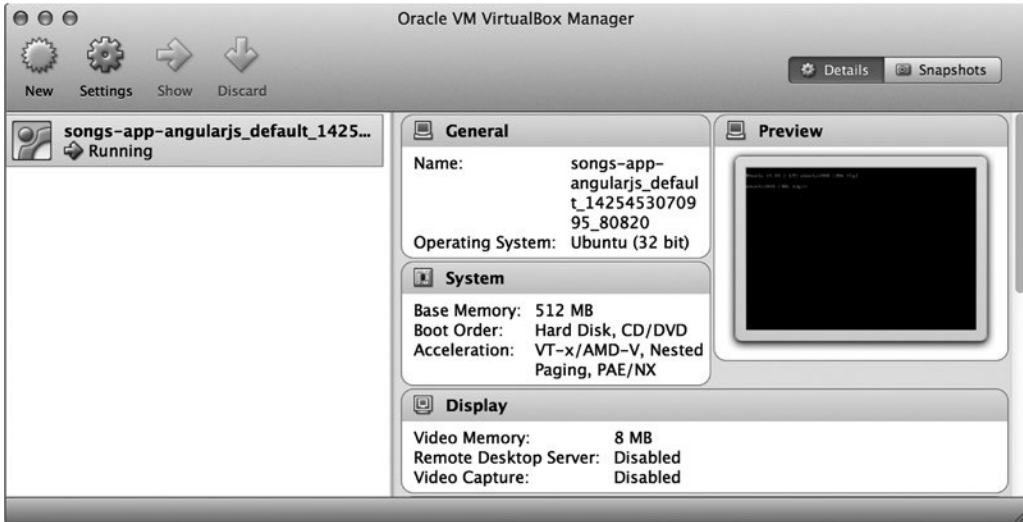 Oracle VM VirtualBox Manager
New
Settings
Show
Discard
Details
Snapshots
songs-app-angularjs_default_1425...
Running
General
Name: songs-app-
angularjs_defaul
t_14254530709
95_80820
Operating System: Ubuntu (32 bit)
System
Base Memory: 512 MB
Boot Order: Hard Disk, CD/DVD
Acceleration: VT-x/AMD-V, Nested
Paging, PAE/NX
Preview
Display
Video Memory: 8 MB
Remote Desktop Server: Disabled
Video Capture: Disabled